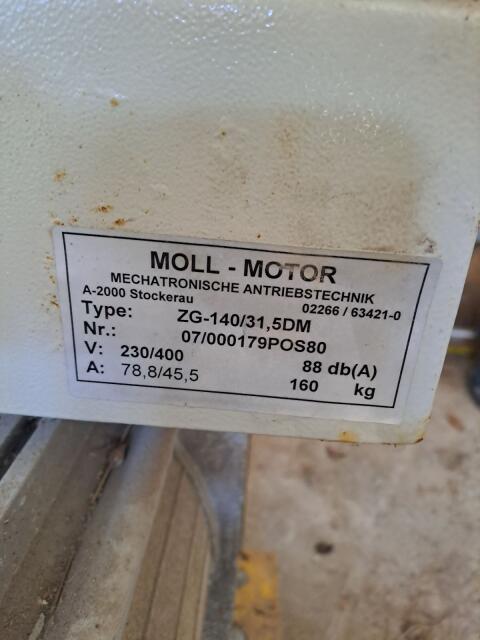 MOLL - MOTOR
MECHATRONISCHE ANTRIEBSTECHNIK
A-2000 Stockerau 02266 / 63421-0
Type: ZG-140/31,5DM
Nr.: 07/000179POS80
V: 230/400 88 db(A)
A: 78,8/45,5 160 kg